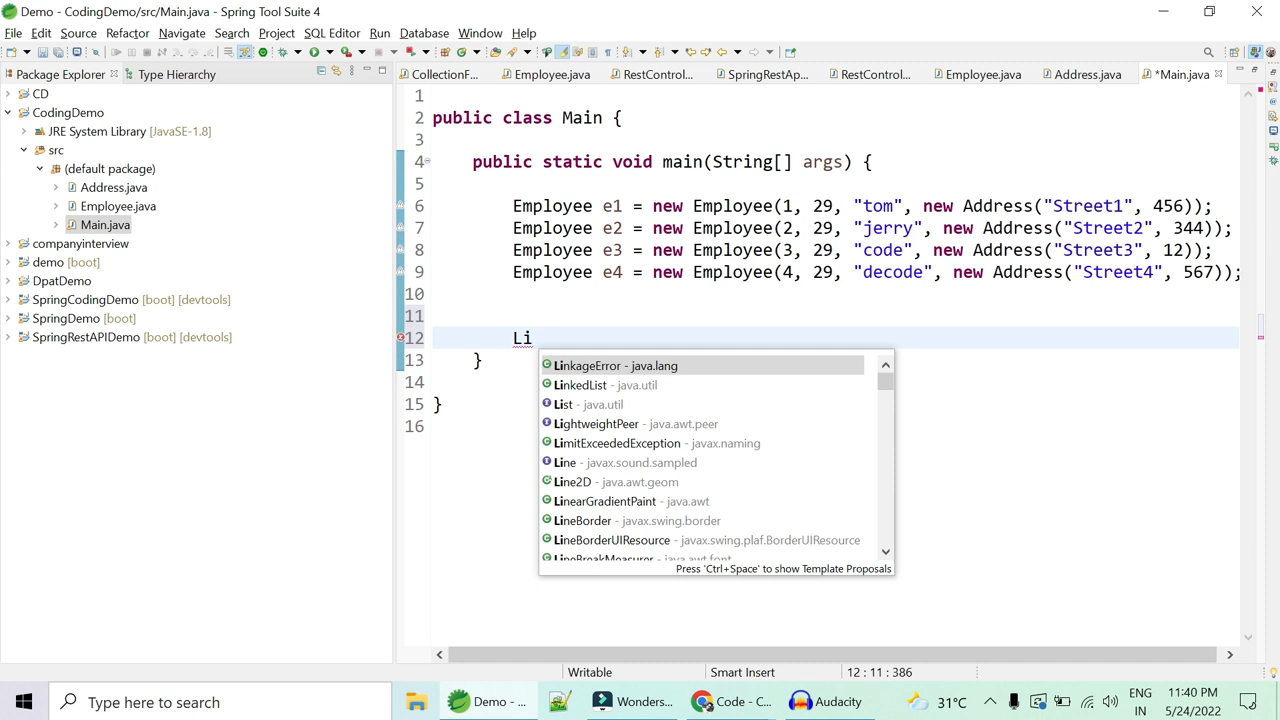 Demo - CodingDemo/src/Main.java - Spring Tool Suite 4
File Edit Source Refactor Navigate Search Project SQL Editor Run Database Window Help
Package Explorer Type Hierarchy
CollectionF... Employee.java RestControl... SpringRestAp... RestControl... Employee.java Address.java *Main.java
CD
CodingDemo
JRE System Library [JavaSE-1.8]
src
(default package)
Address.java
Employee.java
Main.java
companyinterview
demo [boot]
DpatDemo
SpringCodingDemo [boot] [devtools]
SpringDemo [boot]
SpringRestAPIDemo [boot] [devtools]
1
2 public class Main {
3
4 public static void main(String[] args) {
5
6 Employee e1 = new Employee(1, 29, "tom", new Address("Street1", 456));
7 Employee e2 = new Employee(2, 29, "jerry", new Address("Street2", 344));
8 Employee e3 = new Employee(3, 29, "code", new Address("Street3", 12));
9 Employee e4 = new Employee(4, 29, "decode", new Address("Street4", 567));
10
11
12 Li
13 }
14
15 }
16
LinkageError - java.lang
LinkedList - java.util
List - java.util
LightweightPeer - java.awt.peer
LimitExceededException - javax.naming
Line - javax.sound.sampled
Line2D - java.awt.geom
LinearGradientPaint - java.awt
LineBorder - javax.swing.border
LineBorderUIResource - javax.swing.plaf.BorderUIResource
LineBreakMeasurer - java.awt.font
Press 'Ctrl+Space' to show Template Proposals
Writable Smart Insert 12 : 11 : 386
Type here to search Demo - ... Wonders... Code - C... Audacity 31°C ENG IN 11:40 PM 5/24/2022